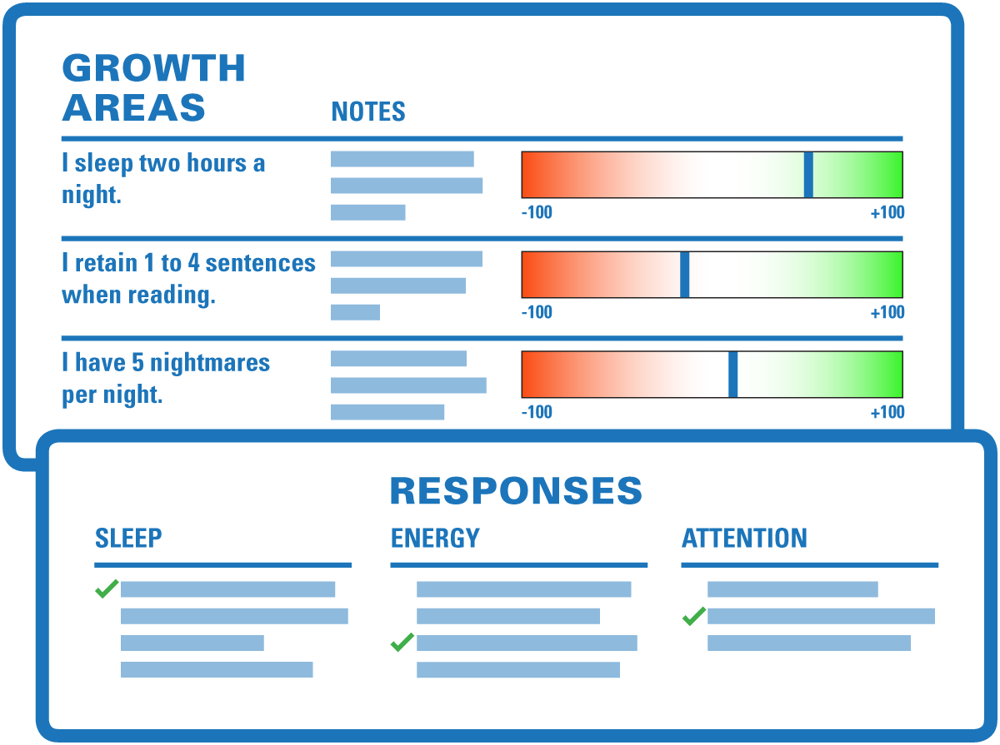 GROWTH
AREAS
NOTES
I sleep two hours a
night.
-100
+100
I retain 1 to 4 sentences
when reading.
-100
+100
I have 5 nightmares
per night.
-100
+100
RESPONSES
SLEEP
ENERGY
ATTENTION